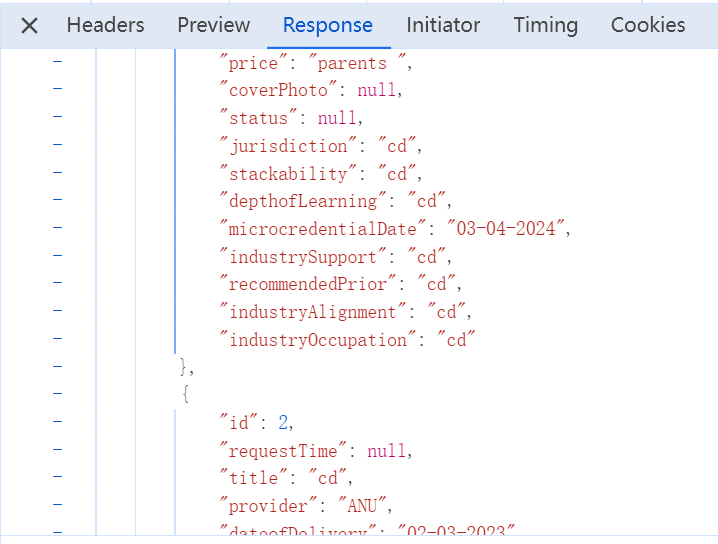 × Headers Preview Response Initiator Timing Cookies
- "price": "parents ",
- "coverPhoto": null,
- "status": null,
- "jurisdiction": "cd",
- "stackability": "cd",
- "depthofLearning": "cd",
- "microcredentialDate": "03-04-2024",
- "industrySupport": "cd",
- "recommendedPrior": "cd",
- "industryAlignment": "cd",
- "industryOccupation": "cd"
- },
- {
- "id": 2,
- "requestTime": null,
- "title": "cd",
- "provider": "ANU",
- "dateofDelivery": "02-03-2023"